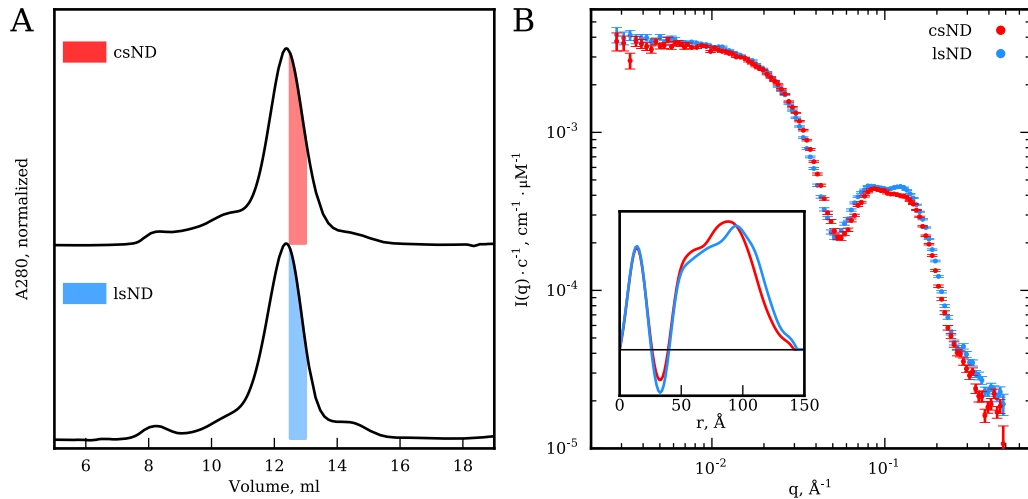 A
csND
lsND
A280, normalized
6 8 10 12 14 16 18
Volume, ml
B
csND
lsND
10⁻³
10⁻⁴
10⁻⁵
I(q) · c⁻¹, cm⁻¹ · μM⁻¹
0 50 100 150
r, Å
10⁻² 10⁻¹
q, Å⁻¹